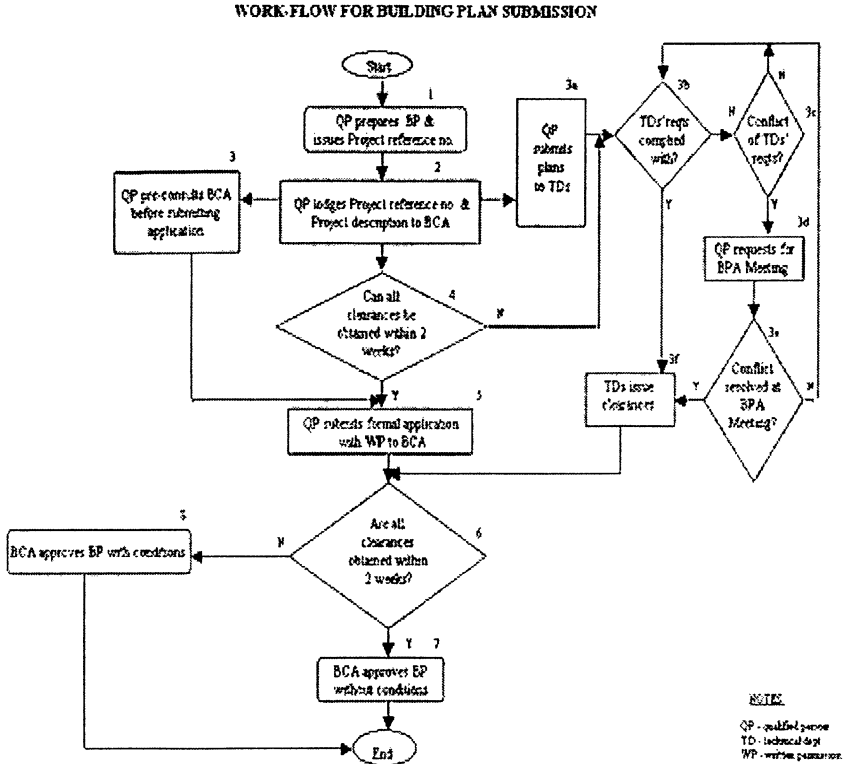 WORK-FLOW FOR BUILDING PLAN SUBMISSION
Start
1
QP prepares BP &
issues Project reference no.
2
QP lodges Project reference no. &
Project description to BCA
3
QP pre-consults BCA
before submitting
application
3a
QP
submits
plans
to TDs
3b
TDs' reqts
complied
with?
N
Y
3c
Conflict
of TDs'
reqts?
N
Y
3d
QP requests for
BPA Meeting
3e
Conflict
resolved at
BPA
Meeting?
Y
N
3f
TDs issue
clearances
4
Can all
clearances be
obtained within 2
weeks?
N
Y
5
QP submits formal application
with WP to BCA
6
Are all
clearances
obtained within
2 weeks?
N
Y
8
BCA approves BP with conditions
7
BCA approves BP
without conditions
End
NOTES
QP - qualified person
TD - technical dept
WP - written permission